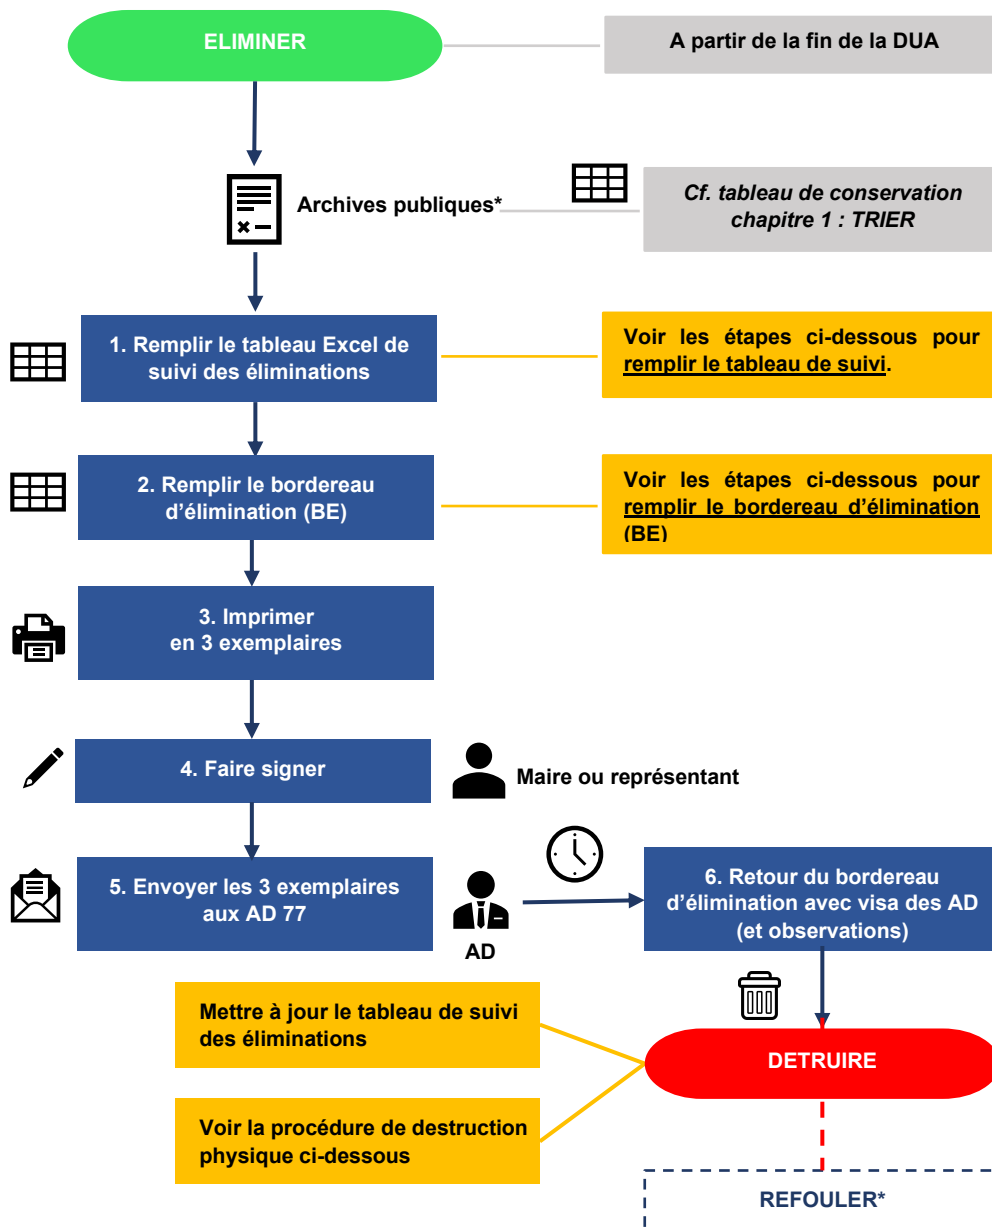 ELIMINER
A partir de la fin de la DUA
Archives publiques*
Cf. tableau de conservation
chapitre 1 : TRIER
1. Remplir le tableau Excel de
suivi des éliminations
Voir les étapes ci-dessous pour
remplir le tableau de suivi.
2. Remplir le bordereau
d’élimination (BE)
Voir les étapes ci-dessous pour
remplir le bordereau d’élimination
(BE)
3. Imprimer
en 3 exemplaires
4. Faire signer
Maire ou représentant
5. Envoyer les 3 exemplaires
aux AD 77
AD
6. Retour du bordereau
d’élimination avec visa des AD
(et observations)
Mettre à jour le tableau de suivi
des éliminations
DETRUIRE
Voir la procédure de destruction
physique ci-dessous
REFOULER*